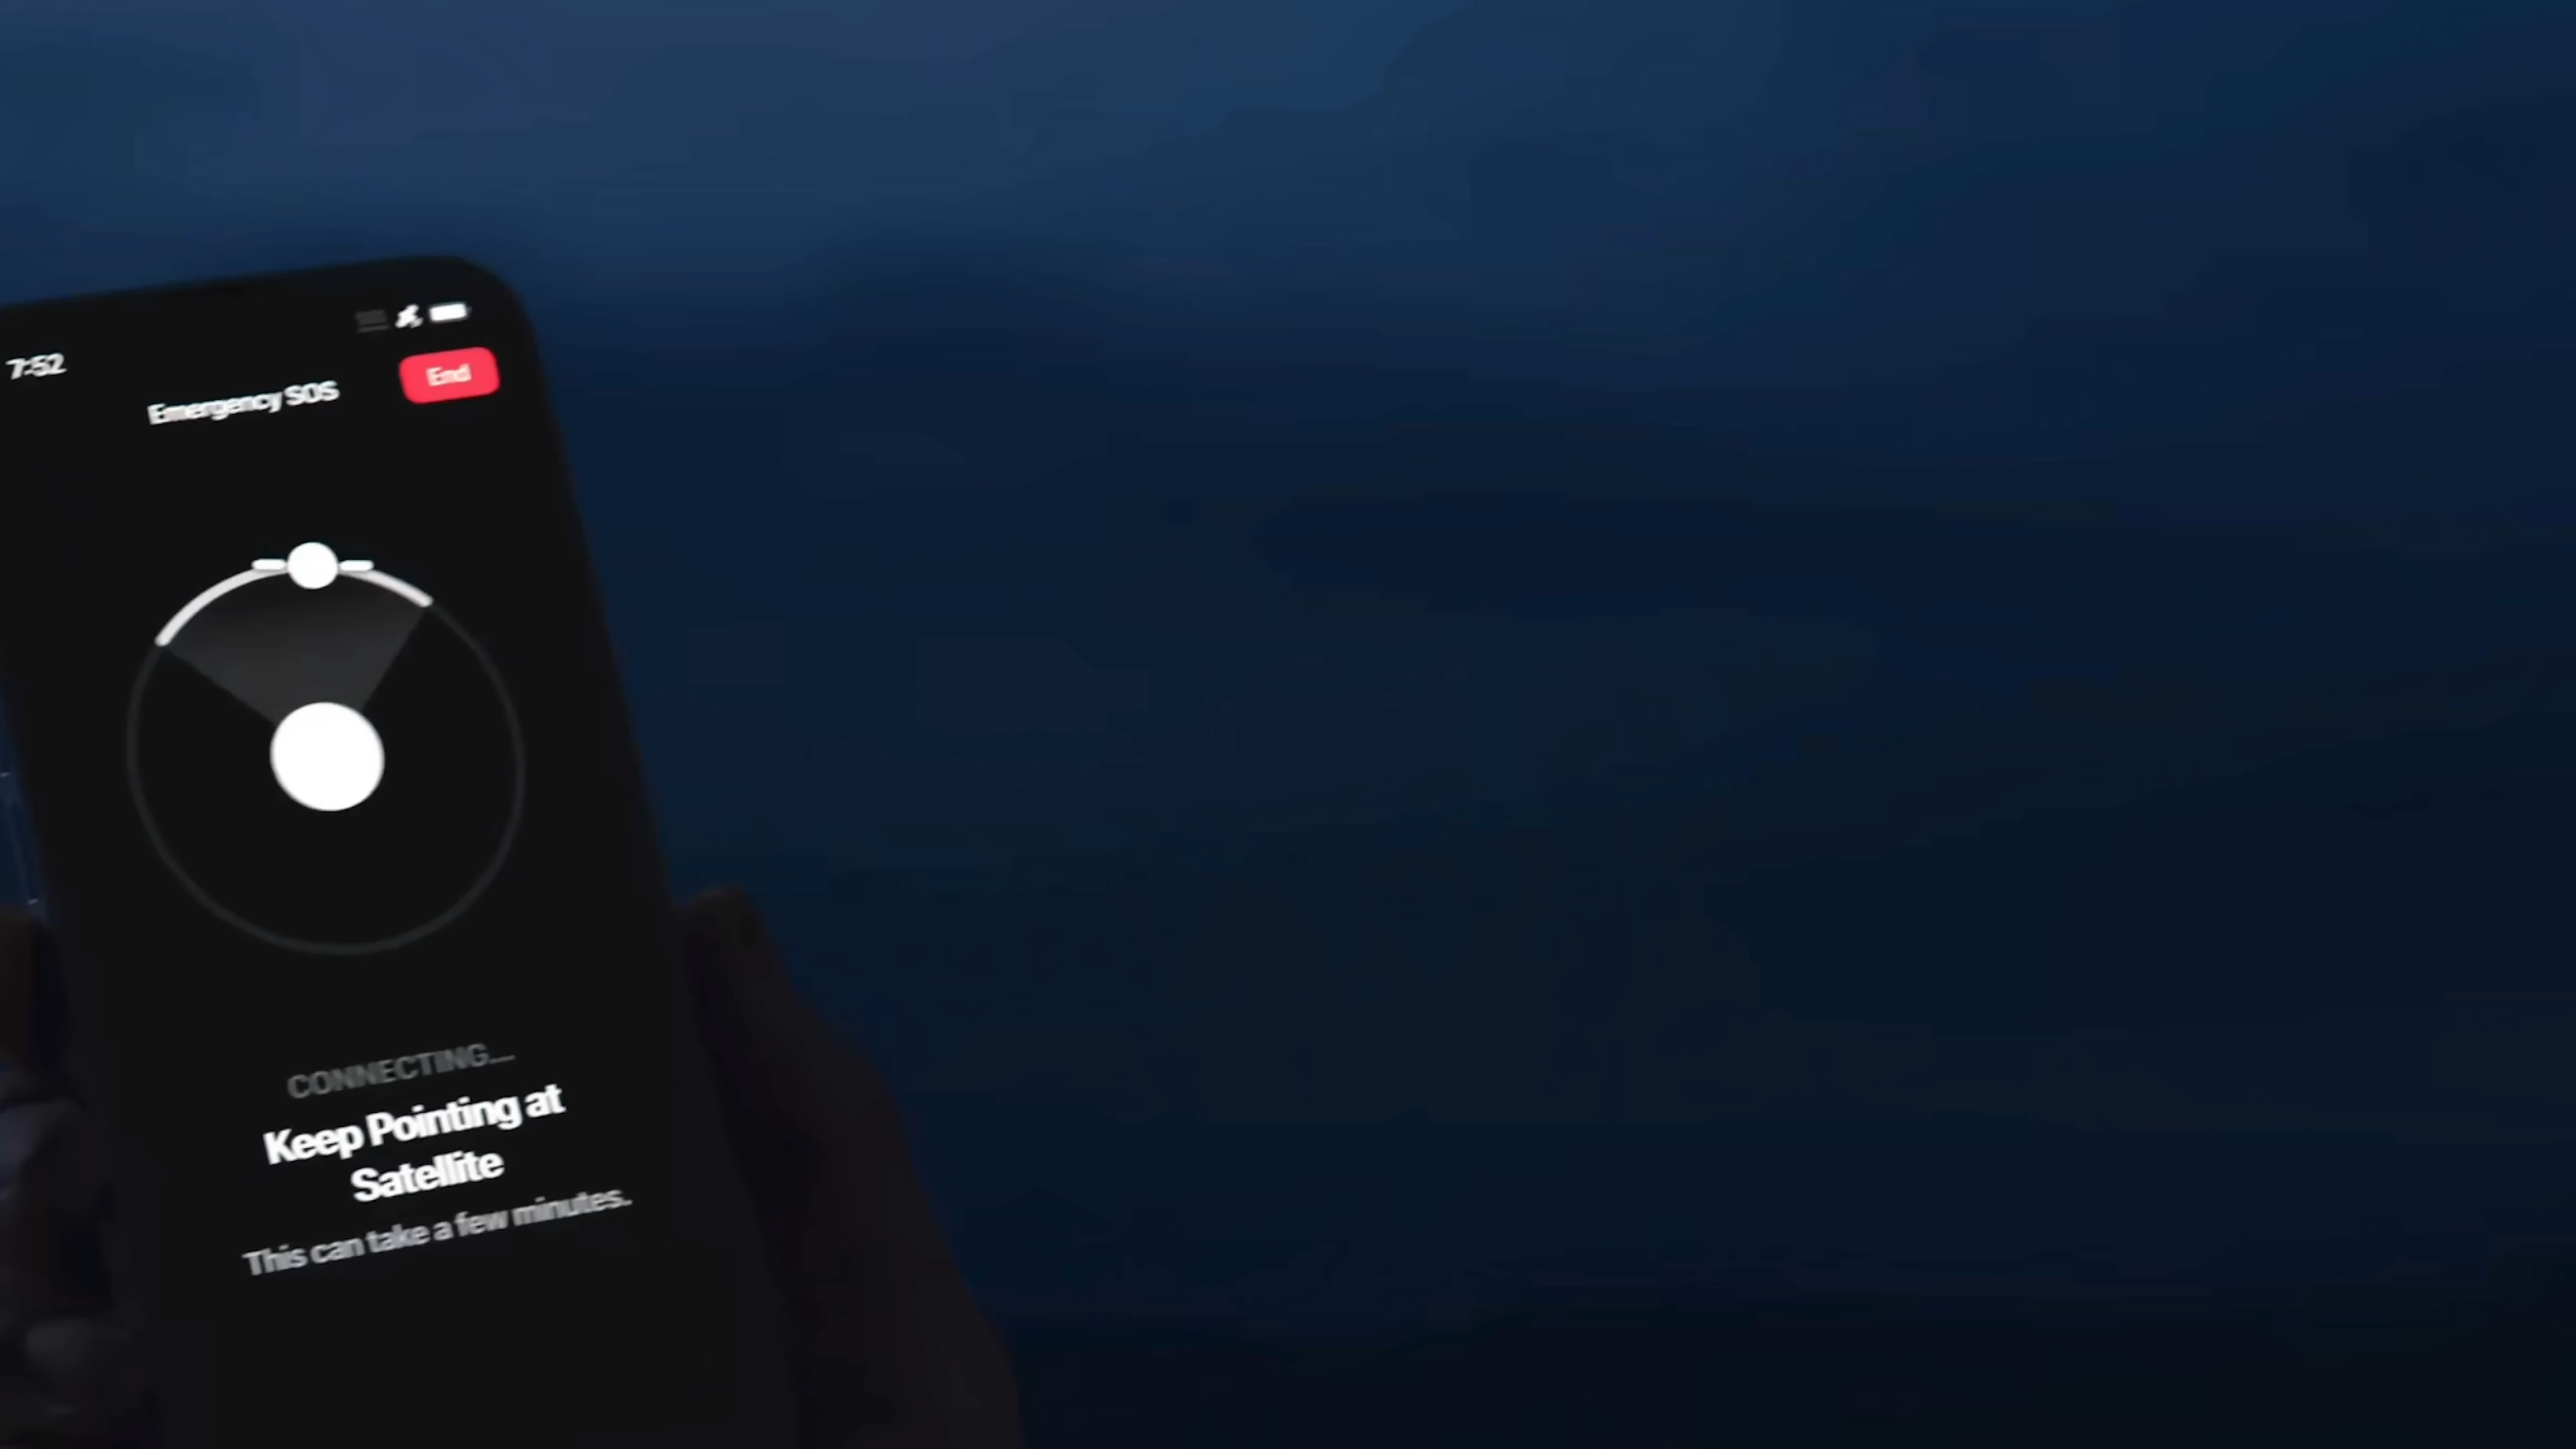 7:52
End
Emergency SOS
CONNECTING...
Keep Pointing at
Satellite
This can take a few minutes.